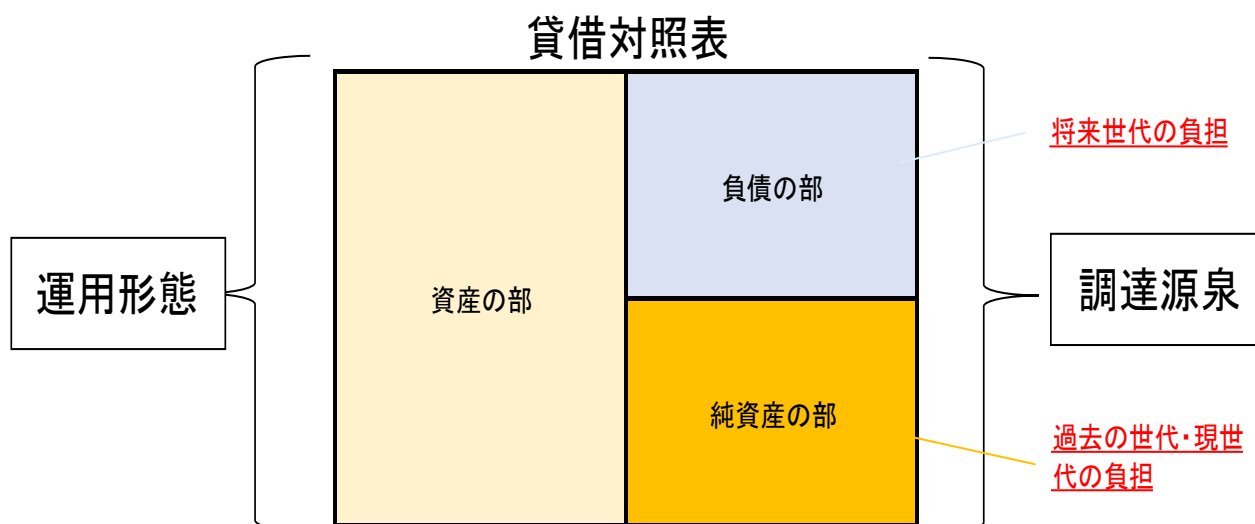 貸借対照表
将来世代の負担
負債の部
運用形態
資産の部
調達源泉
純資産の部
過去の世代・現世
代の負担